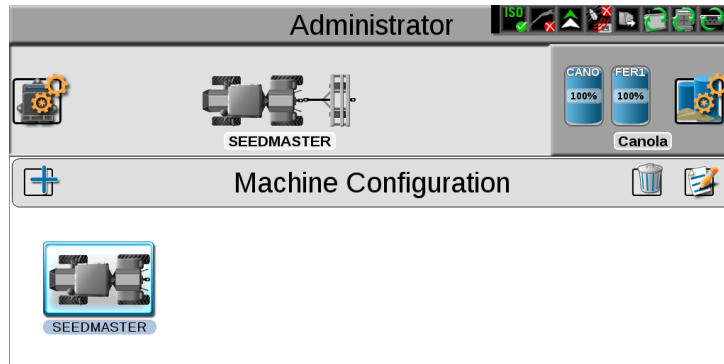 Administrator
ISO
CANO FER1
100% 100%
SEEDMASTER
Canola
Machine Configuration
SEEDMASTER